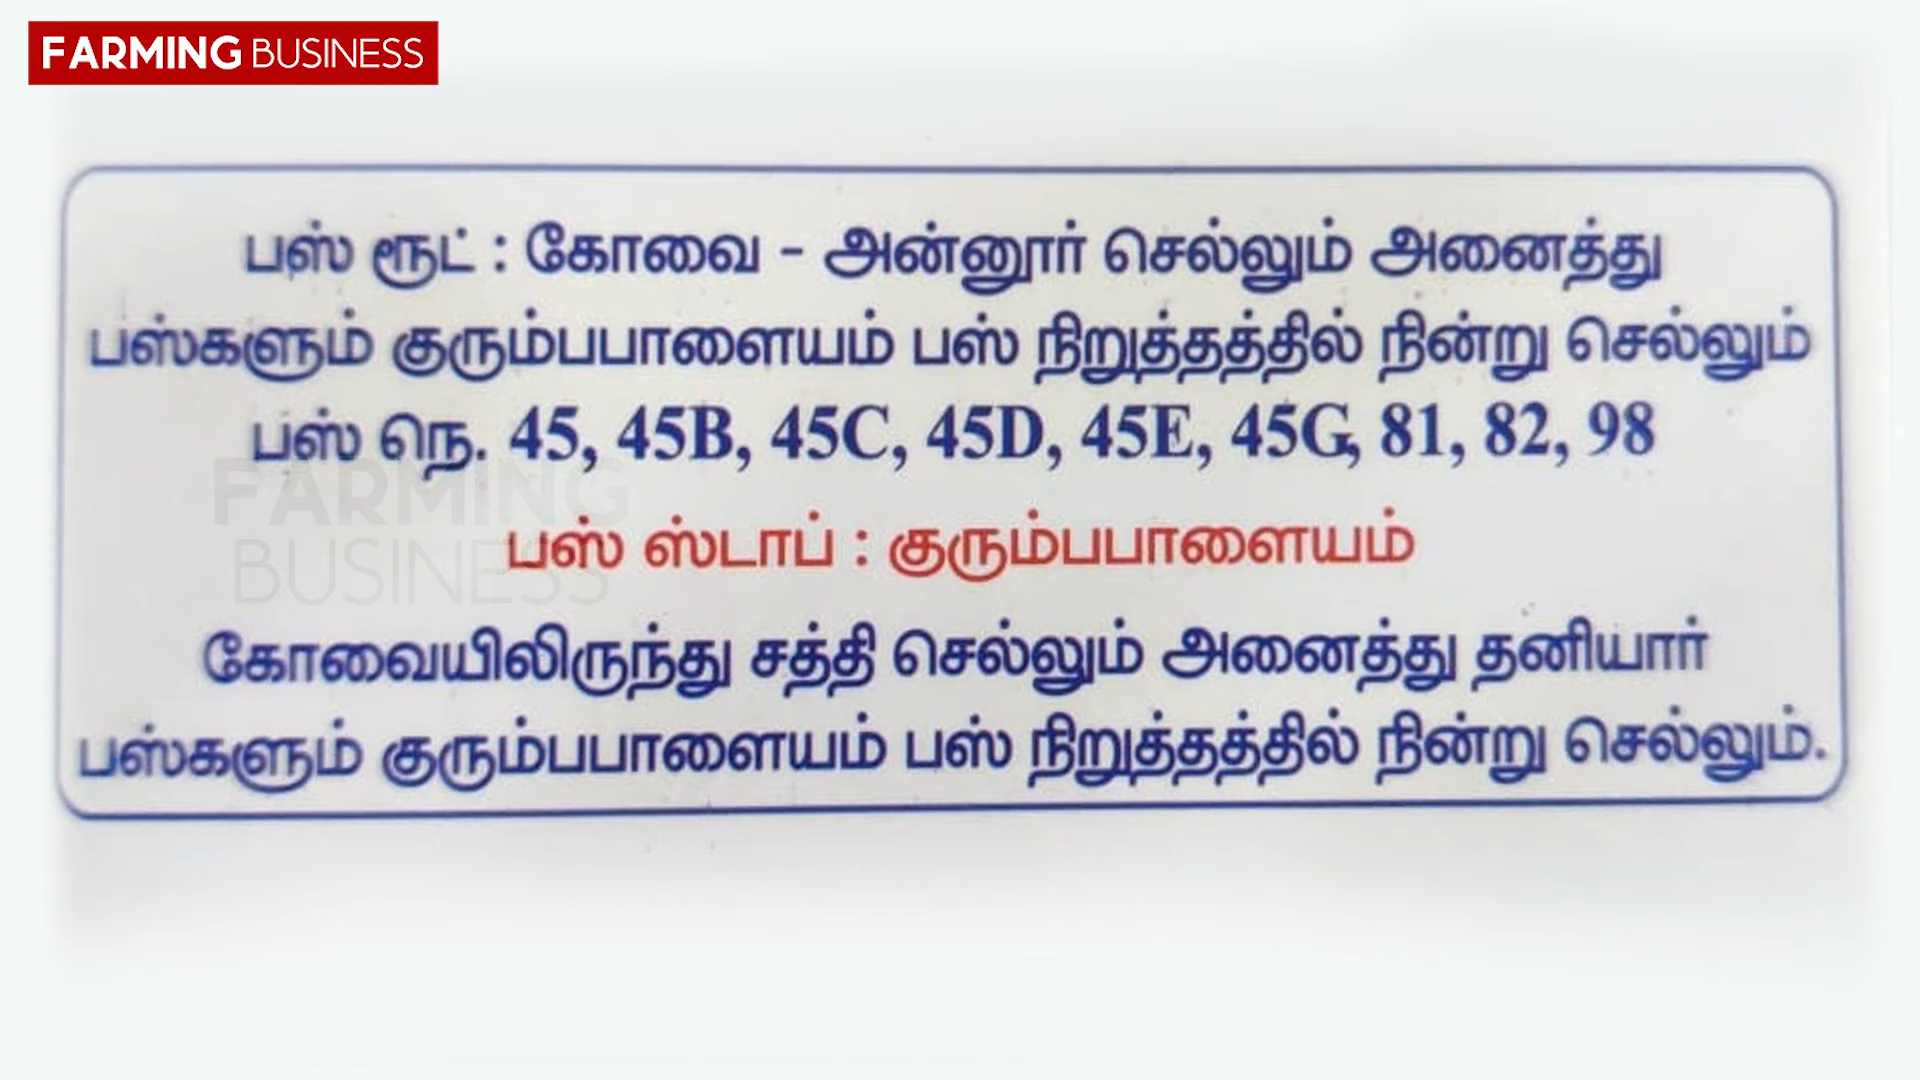 FARMING BUSINESS
பஸ் ரூட் : கோவை - அன்னூர் செல்லும் அனைத்து
பஸ்களும் குரும்பபாளையம் பஸ் நிறுத்தத்தில் நின்று செல்லும்
பஸ் நெ. 45, 45B, 45C, 45D, 45E, 45G, 81, 82, 98
FARMING
BUSINESS
பஸ் ஸ்டாப் : குரும்பபாளையம்
கோவையிலிருந்து சத்தி செல்லும் அனைத்து தனியார்
பஸ்களும் குரும்பபாளையம் பஸ் நிறுத்தத்தில் நின்று செல்லும்.